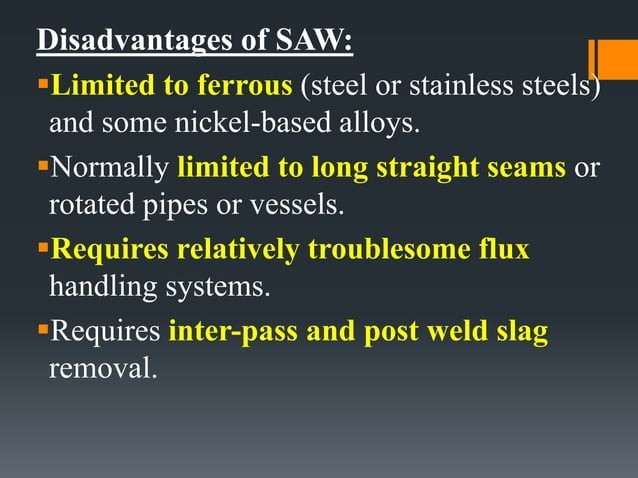 Disadvantages of SAW:
▪Limited to ferrous (steel or stainless steels)
and some nickel-based alloys.
▪Normally limited to long straight seams or
rotated pipes or vessels.
▪Requires relatively troublesome flux
handling systems.
▪Requires inter-pass and post weld slag
removal.